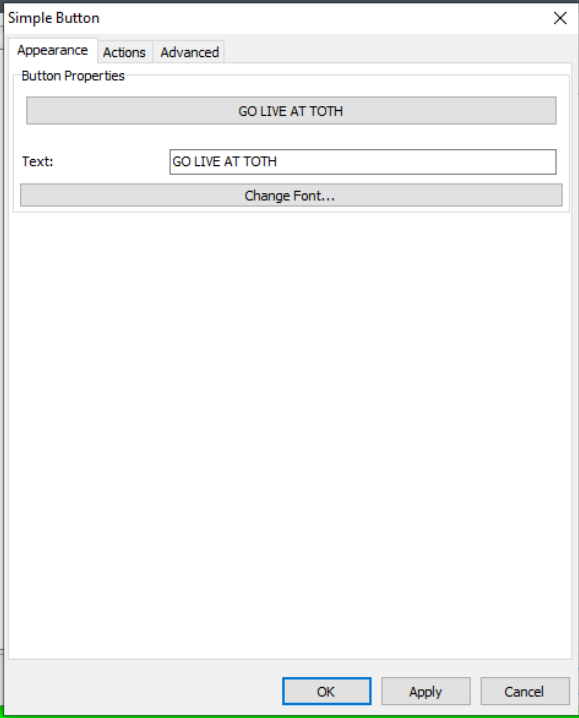 Simple Button
Appearance Actions Advanced
Button Properties
GO LIVE AT TOTH
Text: GO LIVE AT TOTH
Change Font...
OK Apply Cancel